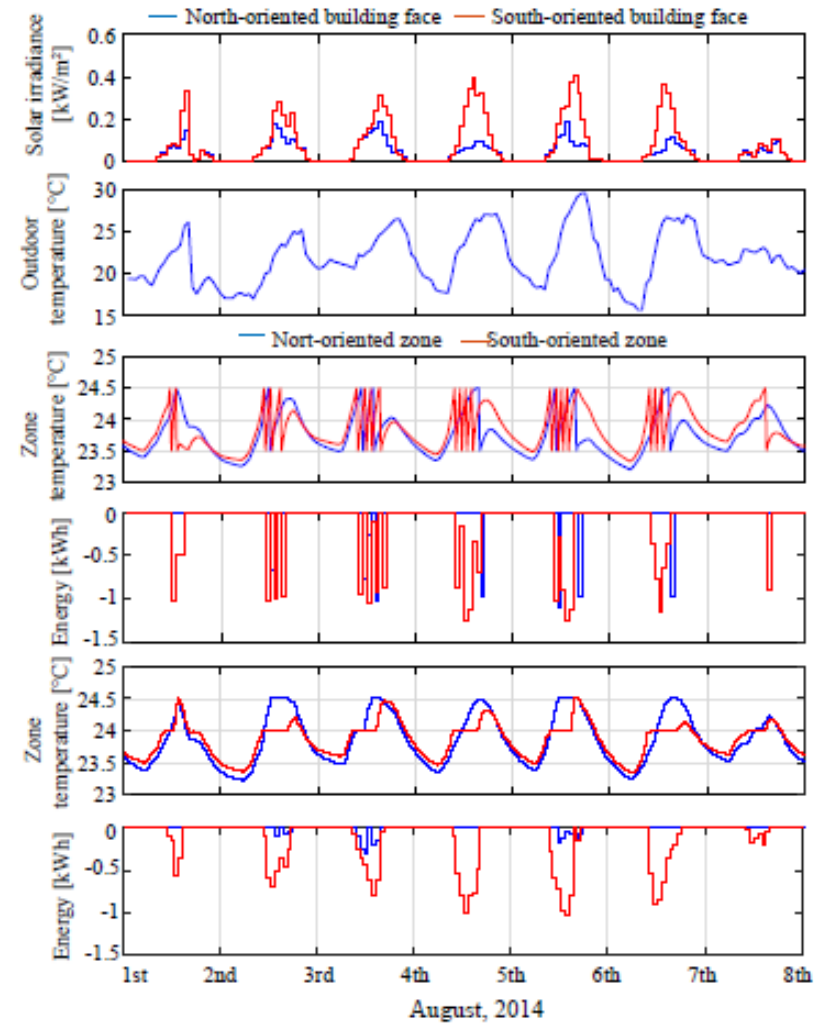 North-oriented building face South-oriented building face
Solar irradiance
[kW/m²]
0.6
0.4
0.2
0
Outdoor
temperature [°C]
30
25
20
15
Nort-oriented zone South-oriented zone
Zone
temperature [°C]
25
24.5
24
23.5
23
Energy [kWh]
0
-0.5
-1
-1.5
Zone
temperature [°C]
25
24.5
24
23.5
23
Energy [kWh]
0
-0.5
-1
-1.5
1st 2nd 3rd 4th 5th 6th 7th 8th
August, 2014